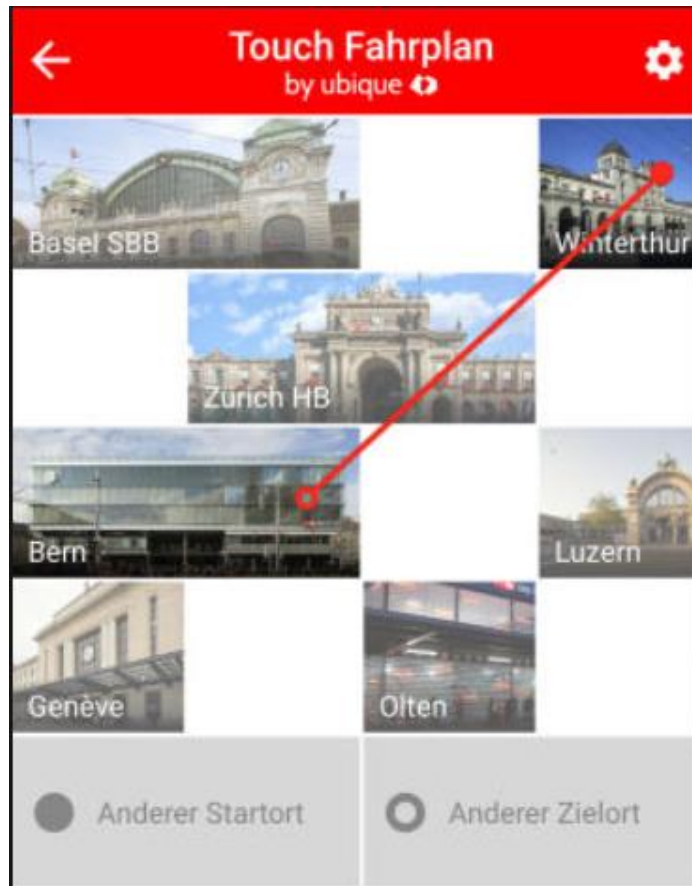 Touch Fahrplan
by ubique
Basel SBB
Winterthur
Zürich HB
Bern
Luzern
Genève
Olten
Anderer Startort
Anderer Zielort